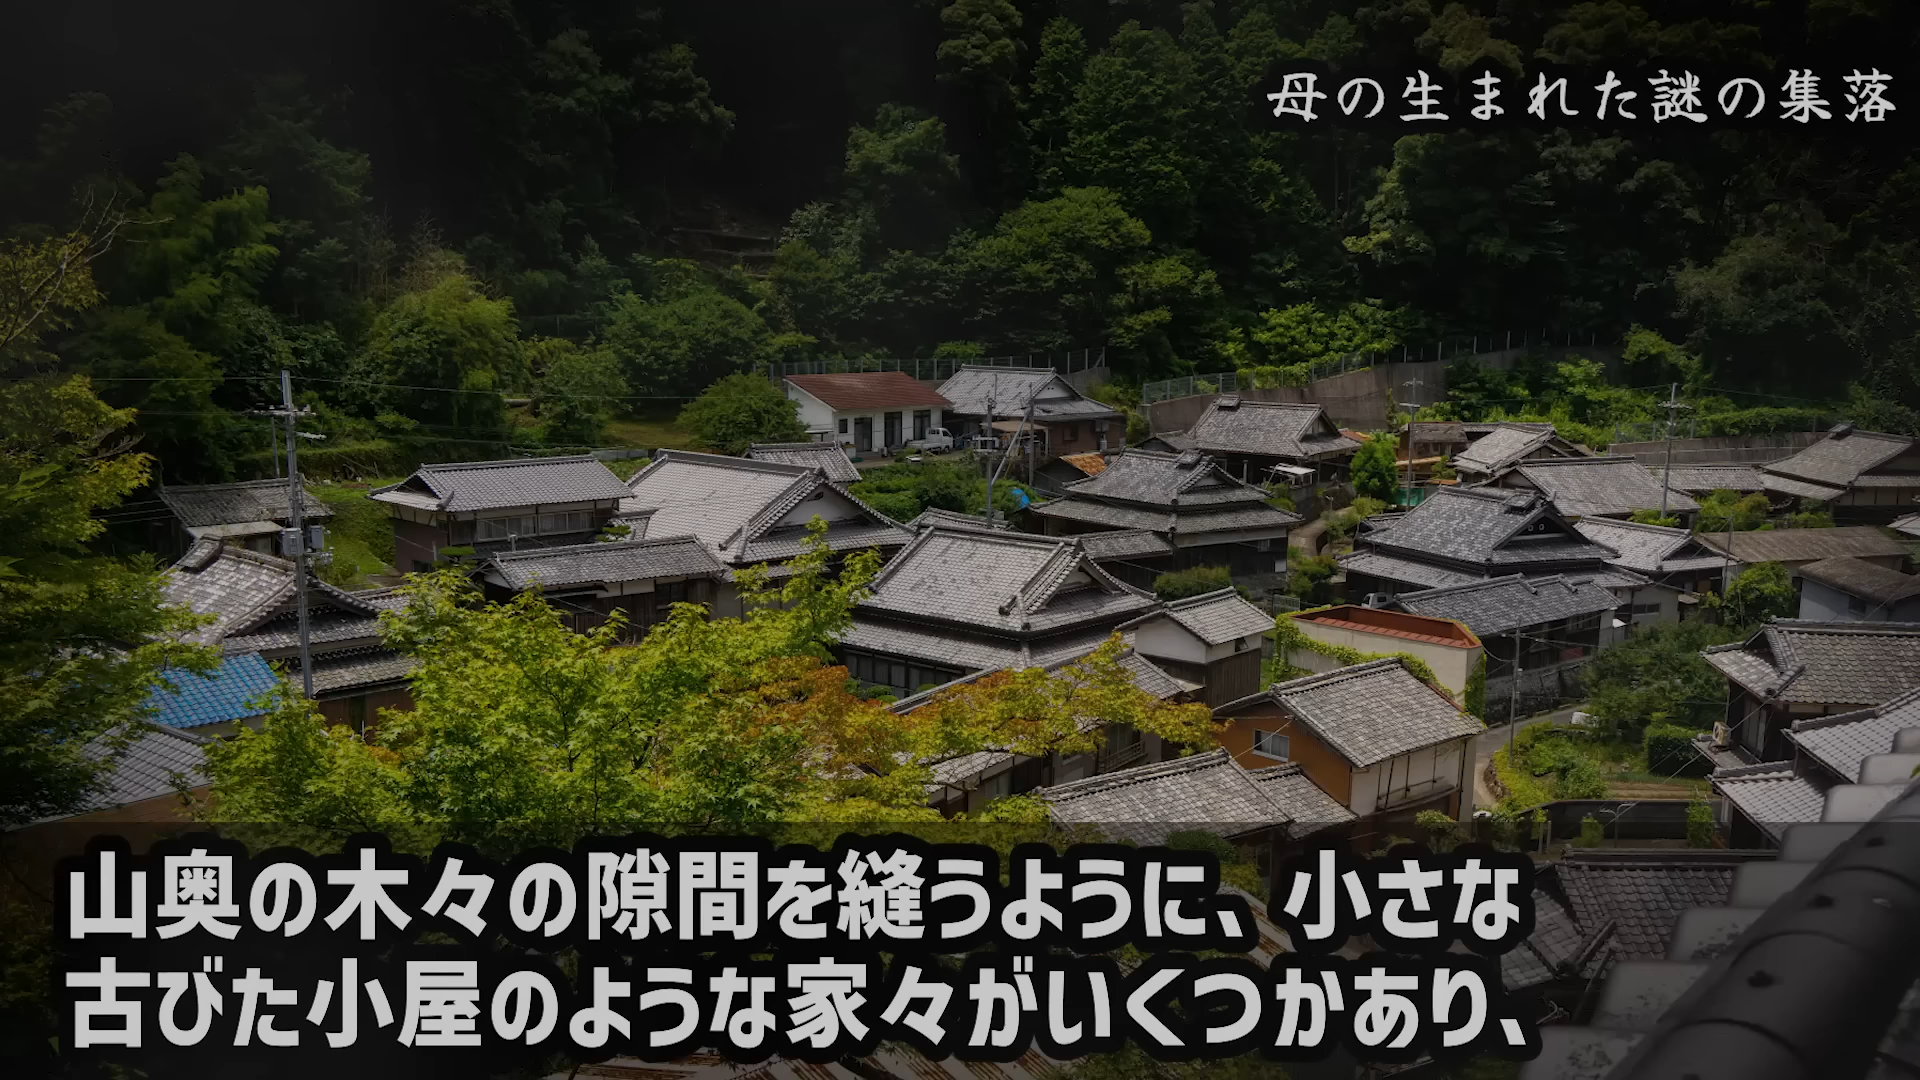 母の生まれた謎の集落
山奥の木々の隙間を縫うように、小さな
古びた小屋のような家々がいくつかあり、